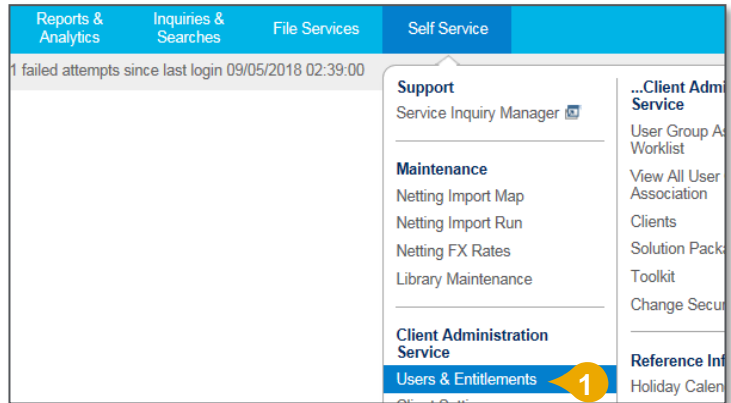 Reports &
Analytics
Inquiries &
Searches
File Services
Self Service
1 failed attempts since last login 09/05/2018 02:39:00
Support
Service Inquiry Manager
Maintenance
Netting Import Map
Netting Import Run
Netting FX Rates
Library Maintenance
Client Administration
Service
Users & Entitlements
1
...Client Admi
Service
User Group As
Worklist
View All User
Association
Clients
Solution Pack
Toolkit
Change Secur
Reference Inf
Holiday Calen